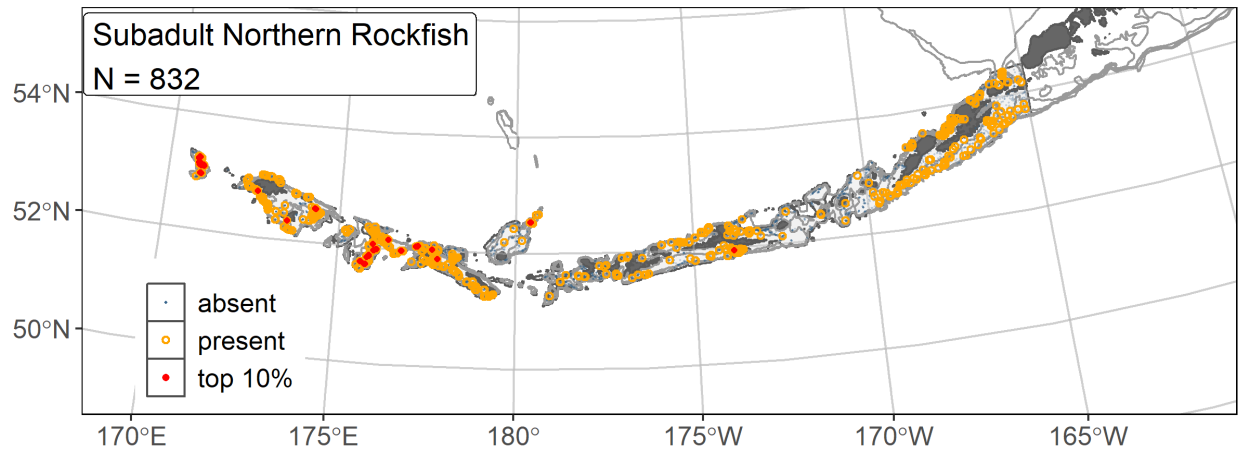 Subadult Northern Rockfish
N = 832
54°N
52°N
50°N
absent
present
top 10%
170°E
175°E
180°
175°W
170°W
165°W